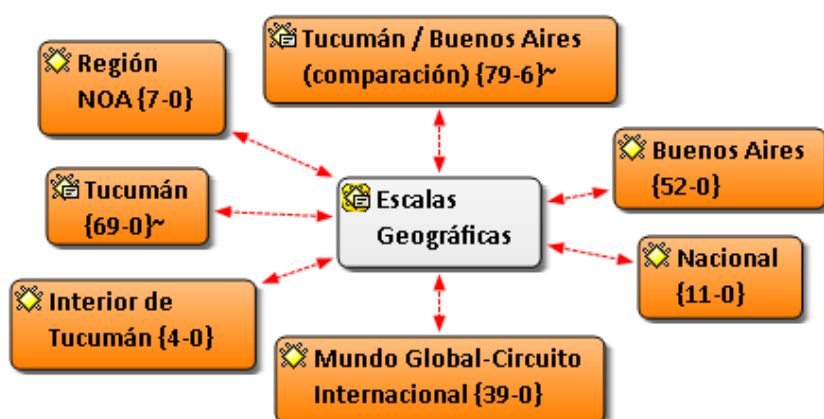 Tucumán / Buenos Aires
(comparación) {79-6}~
Región
NOA {7-0}
Buenos Aires
{52-0}
Tucumán
{69-0}~
Escalas
Geográficas
Nacional
{11-0}
Interior de
Tucumán {4-0}
Mundo Global-Circuito
Internacional {39-0}